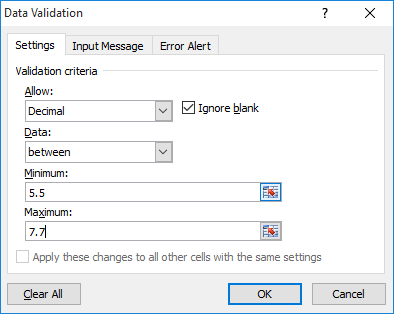 Data Validation ?
Settings Input Message Error Alert
Validation criteria
Allow:
Decimal Ignore blank
Data:
between
Minimum:
5.5
Maximum:
7.7
Apply these changes to all other cells with the same settings
Clear All OK Cancel